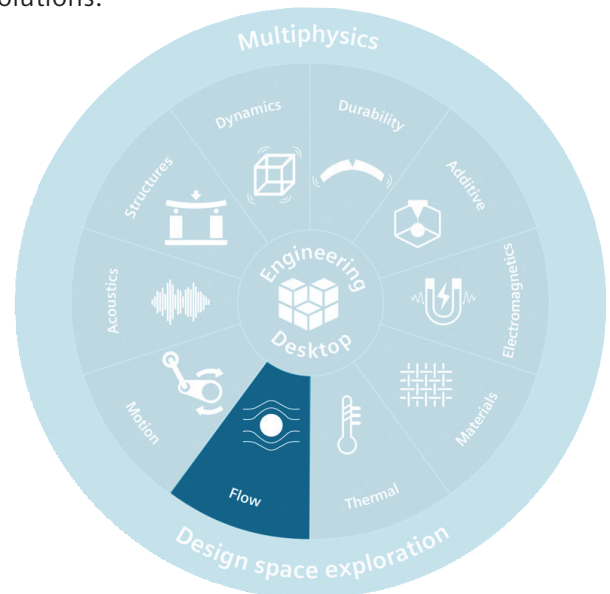 olutions.
Multiphysics
Dynamics
Durability
Structures
Additive
Engineering
Desktop
Acoustics
Electromagnetics
Motion
Materials
Flow
Thermal
Design space exploration